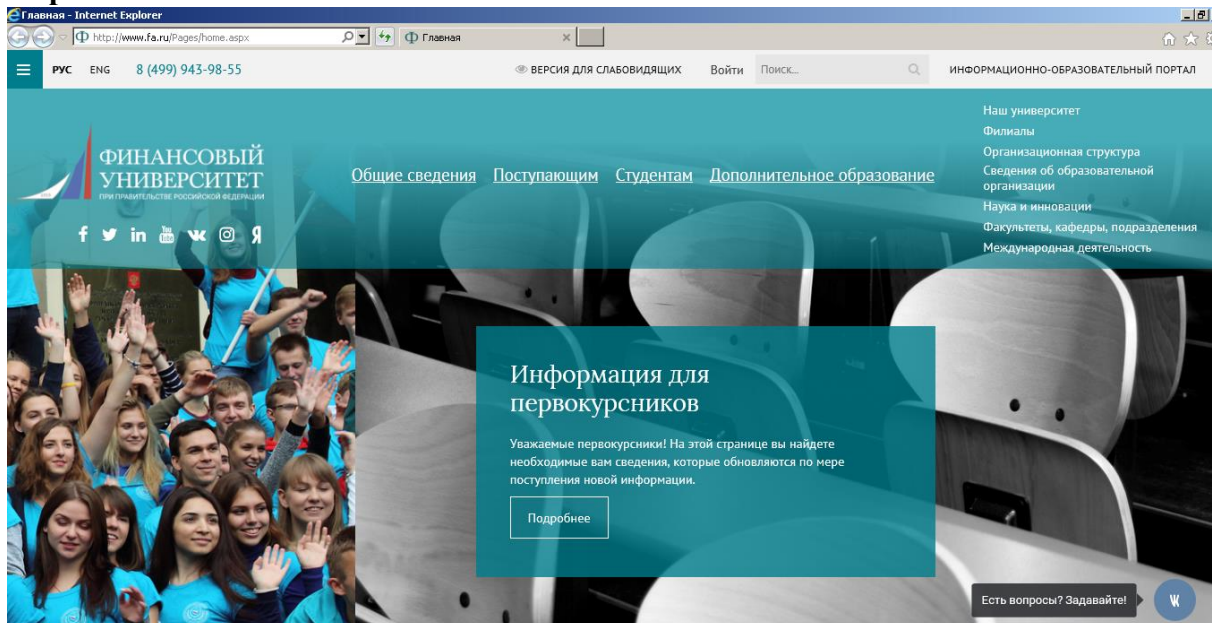 Главная - Internet Explorer
http://www.fa.ru/Pages/home.aspx
Главная
РУС ENG 8 (499) 943-98-55
ВЕРСИЯ ДЛЯ СЛАБОВИДЯЩИХ Войти Поиск... ИНФОРМАЦИОННО-ОБРАЗОВАТЕЛЬНЫЙ ПОРТАЛ
ФИНАНСОВЫЙ
УНИВЕРСИТЕТ
ПРИ ПРАВИТЕЛЬСТВЕ РОССИЙСКОЙ ФЕДЕРАЦИИ
Общие сведения Поступающим Студентам Дополнительное образование
Наш университет
Филиалы
Организационная структура
Сведения об образовательной
организации
Наука и инновации
Факультеты, кафедры, подразделения
Международная деятельность
Информация для
первокурсников
Уважаемые первокурсники! На этой странице вы найдете
необходимые вам сведения, которые обновляются по мере
поступления новой информации.
Подробнее
Есть вопросы? Задавайте!